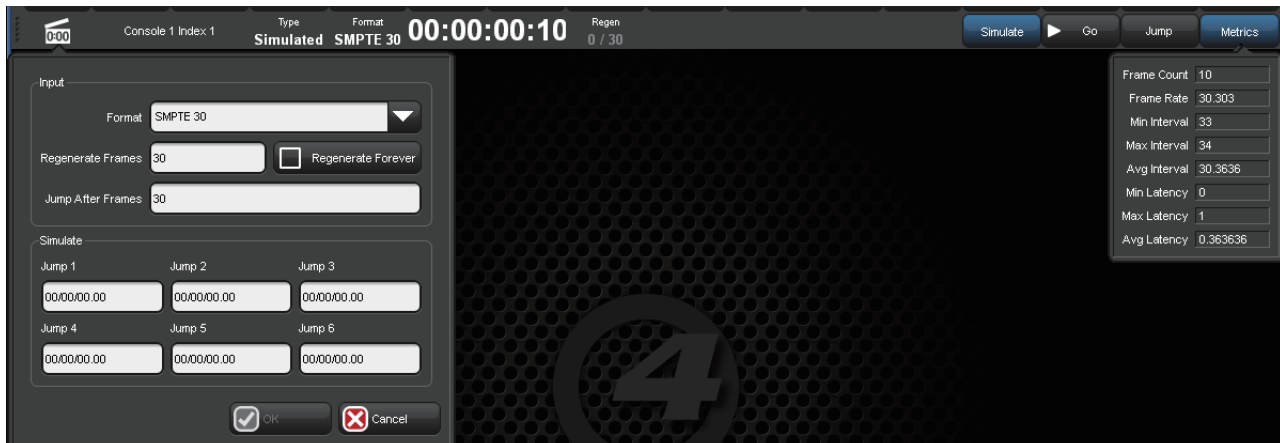 0:00 Console 1 Index 1 Type Simulated Format SMPTE 30 00:00:00:10 Regen 0 / 30 Simulate Go Jump Metrics
Input
Format SMPTE 30
Regenerate Frames 30 Regenerate Forever
Jump After Frames 30
Simulate
Jump 1 Jump 2 Jump 3
00/00/00.00 00/00/00.00 00/00/00.00
Jump 4 Jump 5 Jump 6
00/00/00.00 00/00/00.00 00/00/00.00
OK Cancel
Frame Count 10
Frame Rate 30.303
Min Interval 33
Max Interval 34
Avg Interval 30.3636
Min Latency 0
Max Latency 1
Avg Latency 0.363636
4